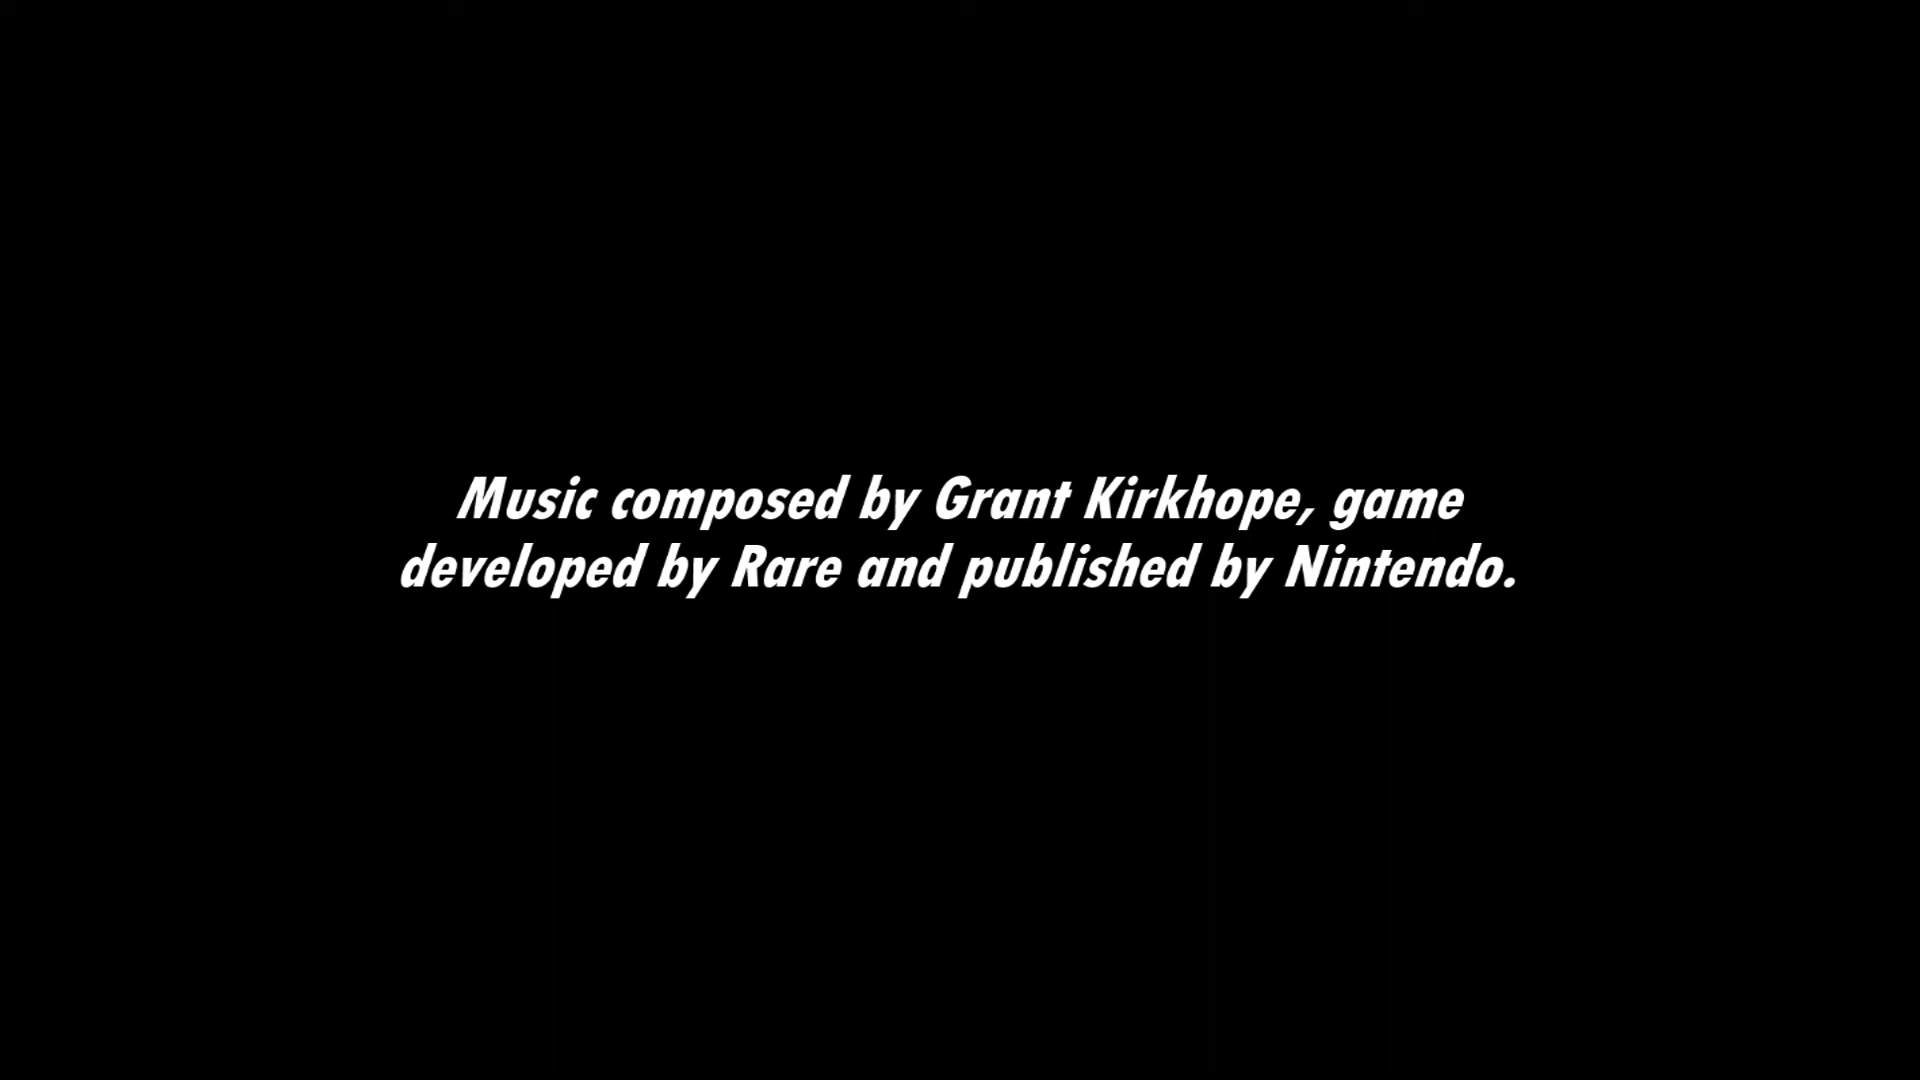 Music composed by Grant Kirkhope, game
developed by Rare and published by Nintendo.